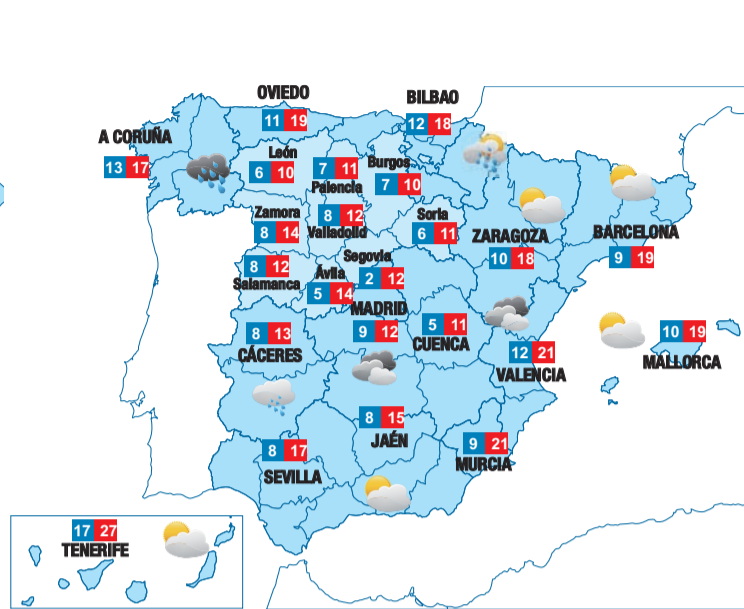 OVIEDO
11 19
BILBAO
12 18
A CORUÑA
13 17
León
6 10
7 11
Palencia
Burgos
7 10
Zamora
8 14
8 12
Valladolid
Soria
6 11
ZARAGOZA
10 18
BARCELONA
9 19
8 12
Salamanca
Segovia
2 12
Ávila
5 14
MADRID
9 12
5 11
CUENCA
8 13
CÁCERES
12 21
VALENCIA
10 19
MALLORCA
8 15
JAÉN
9 21
MURCIA
8 17
SEVILLA
17 27
TENERIFE